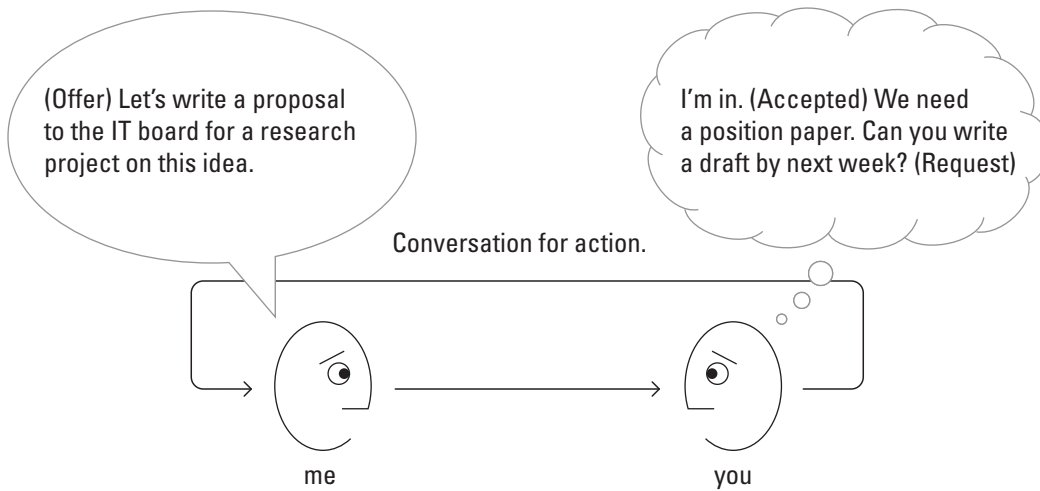 (Offer) Let's write a proposal
to the IT board for a research
project on this idea.
I'm in. (Accepted) We need
a position paper. Can you write
a draft by next week? (Request)
Conversation for action.
me
you